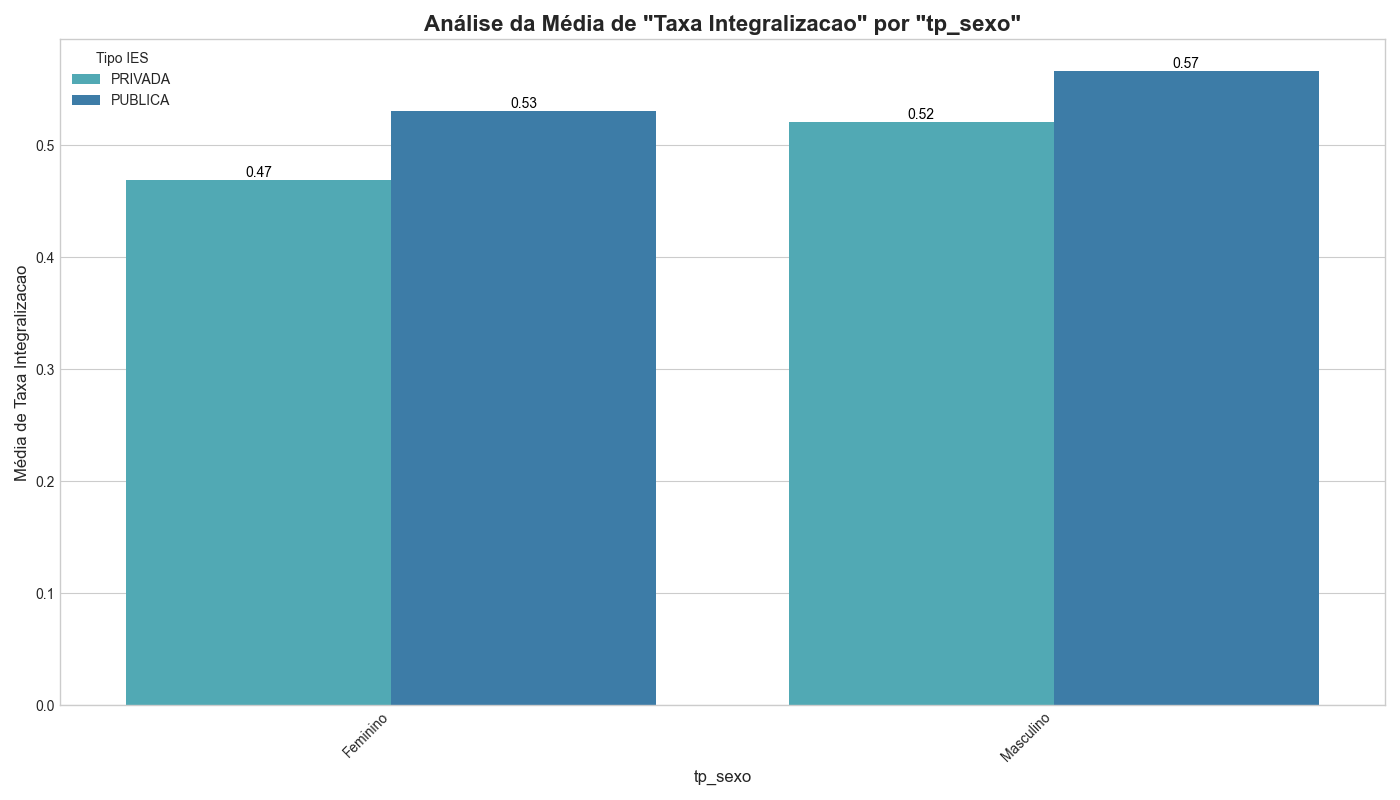 Análise da Média de "Taxa Integralizacao" por "tp_sexo"
Tipo IES
PRIVADA
PUBLICA
0.47
0.53
0.52
0.57
0.5
0.4
0.3
0.2
0.1
0.0
Média de Taxa Integralizacao
Feminino
Masculino
tp_sexo